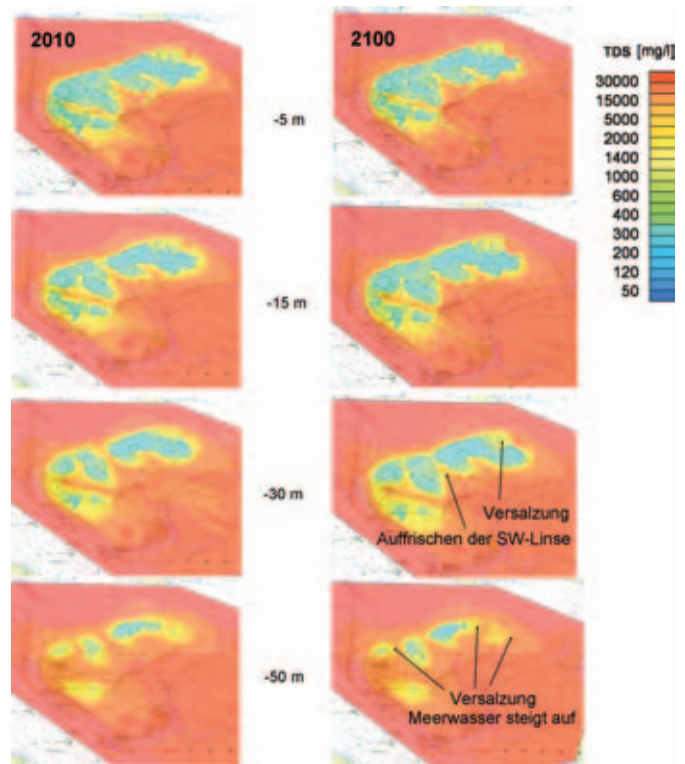 2010
2100
TDS [mg/l]
30000
15000
5000
2000
1400
1000
600
400
300
200
120
50
-5 m
-15 m
-30 m
Versalzung
Auffrischen der SW-Linse
-50 m
Versalzung
Meerwasser steigt auf